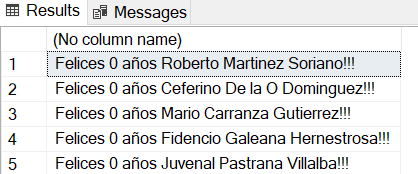 Results Messages
(No column name)
1 Felices 0 años Roberto Martinez Soriano!!!
2 Felices 0 años Ceferino De la O Dominguez!!!
3 Felices 0 años Mario Carranza Gutierrez!!!
4 Felices 0 años Fidencio Galeana Hernestrosa!!!
5 Felices 0 años Juvenal Pastrana Villalba!!!